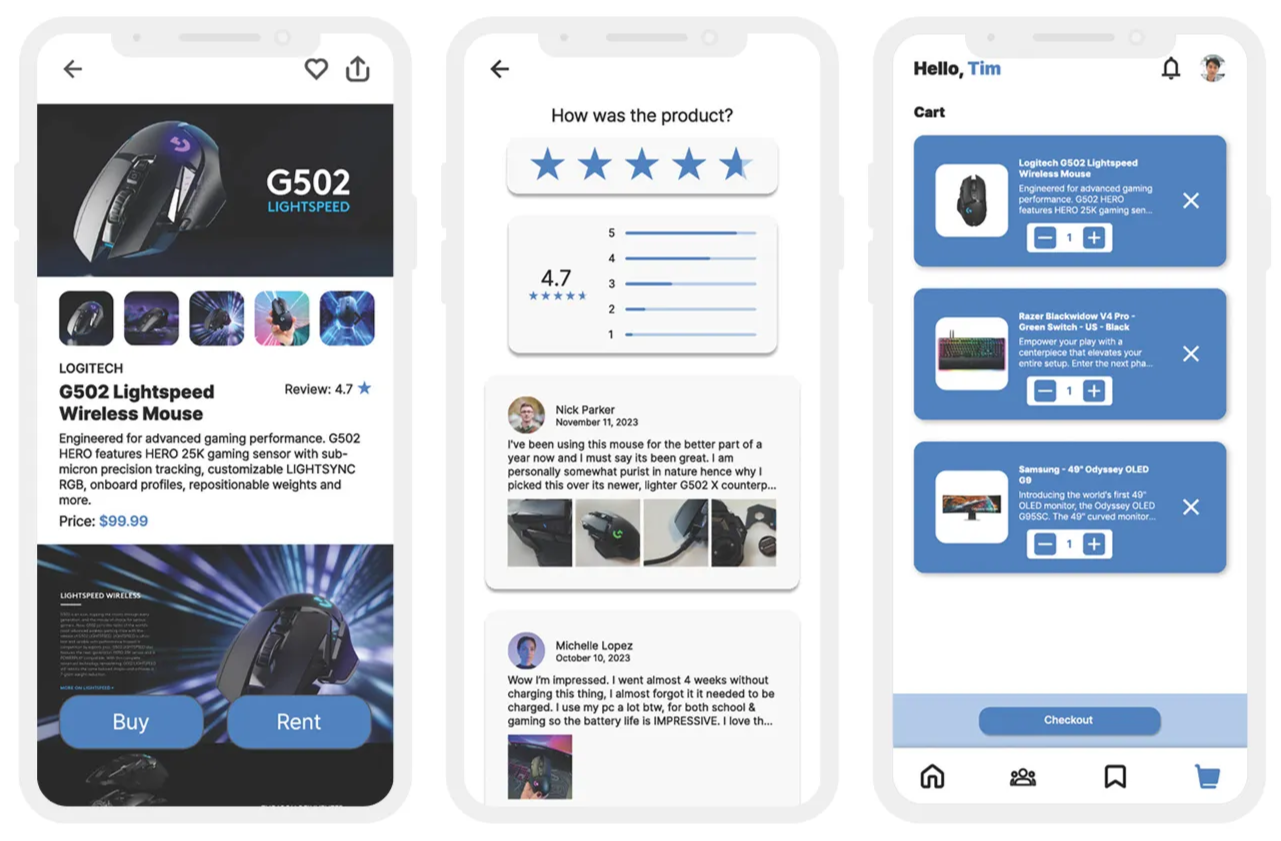 G502
LIGHTSPEED
LOGITECH
G502 Lightspeed
Wireless Mouse
Review: 4.7
Engineered for advanced gaming performance. G502
HERO features HERO 25K gaming sensor with sub-
micron precision tracking, customizable LIGHTSYNC
RGB, onboard profiles, repositionable weights and
more.
Price: $99.99
LIGHTSPEED WIRELESS
MORE ON LIGHTSPEED
Buy
Rent
How was the product?
5
4
4.7
3
2
1
Nick Parker
November 11, 2023
I've been using this mouse for the better part of a
year now and I must say its been great. I am
personally somewhat purist in nature hence why I
picked this over its newer, lighter G502 X counterp...
Michelle Lopez
October 10, 2023
Wow I'm impressed. I went almost 4 weeks without
charging this thing, I almost forgot it it needed to be
charged. I use my pc a lot btw, for both school &
gaming so the battery life is IMPRESSIVE. I love th...
Hello, Tim
Cart
Logitech G502 Lightspeed
Wireless Mouse
Engineered for advanced gaming
performance. G502 HERO
features HERO 25K gaming sen...
1
Razer Blackwidow V4 Pro -
Green Switch - US - Black
Empower your play with a
centerpiece that elevates your
entire setup. Enter the next pha...
1
Samsung - 49" Odyssey OLED
G9
Introducing the world's first 49"
OLED monitor, the Odyssey OLED
G95SC. The 49" curved monitor...
1
Checkout